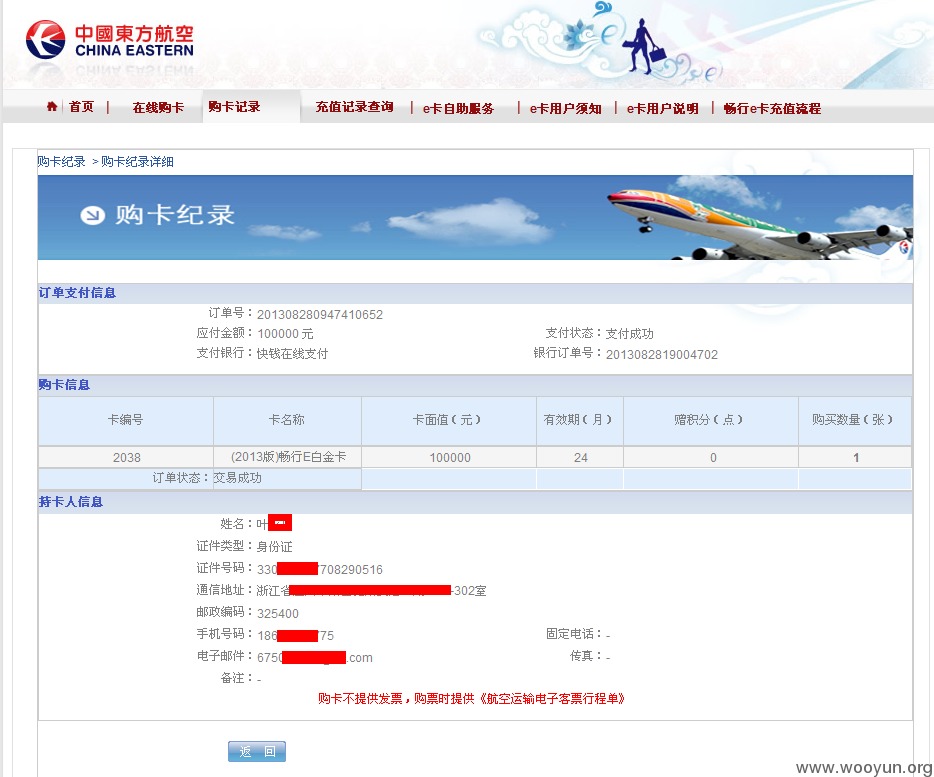 中國東方航空
CHINA EASTERN
首页 | 在线购卡 购卡记录 充值记录查询 | e卡自助服务 | e卡用户须知 | e卡用户说明 | 畅行e卡充值流程
购卡纪录 > 购卡纪录详细
购卡纪录
订单支付信息
订单号：201308280947410652
应付金额：100000 元 支付状态：支付成功
支付银行：快钱在线支付 银行订单号：2013082819004702
购卡信息
卡编号 卡名称 卡面值（元） 有效期（月） 赠积分（点） 购买数量（张）
2038 (2013版)畅行E白金卡 100000 24 0 1
订单状态：交易成功
持卡人信息
姓名：叶
证件类型：身份证
证件号码：330 708290516
通信地址：浙江省 -302室
邮政编码：325400
手机号码：186 75 固定电话：-
电子邮件：6750 .com 传真：-
备注：-
购卡不提供发票，购票时提供《航空运输电子客票行程单》
返 回
www.wooyun.org